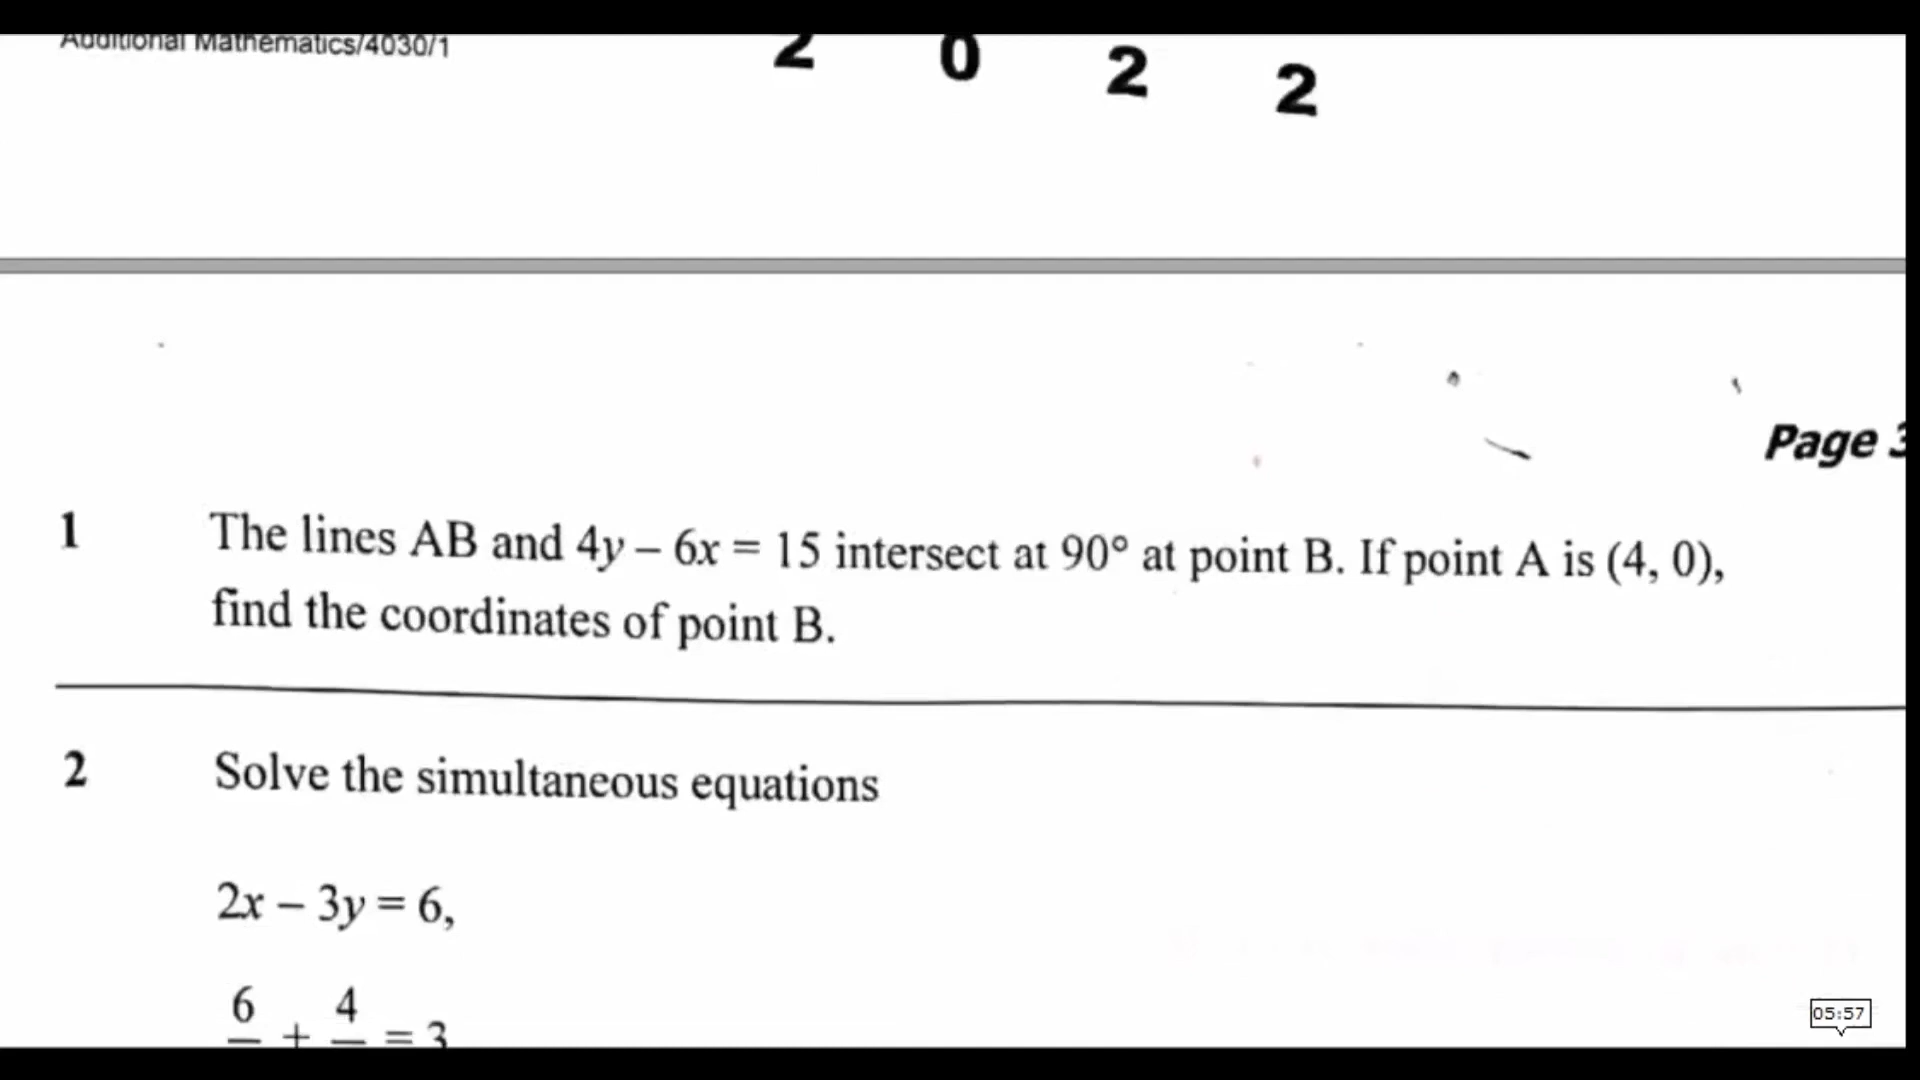 Additional Mathematics/4030/1
2 0 2 2
Page 3
1 The lines AB and 4y – 6x = 15 intersect at 90° at point B. If point A is (4, 0),
find the coordinates of point B.
2 Solve the simultaneous equations
2x – 3y = 6,
6 4
+ = 3
05:57